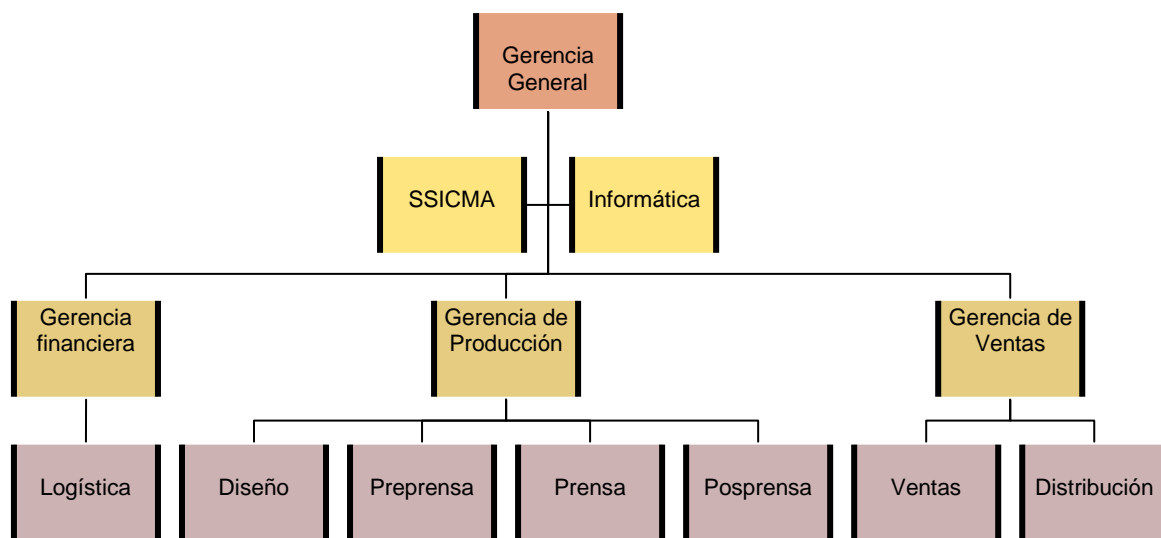 Gerencia
General
SSICMA
Informática
Gerencia
financiera
Gerencia de
Producción
Gerencia de
Ventas
Logística
Diseño
Preprensa
Prensa
Posprensa
Ventas
Distribución